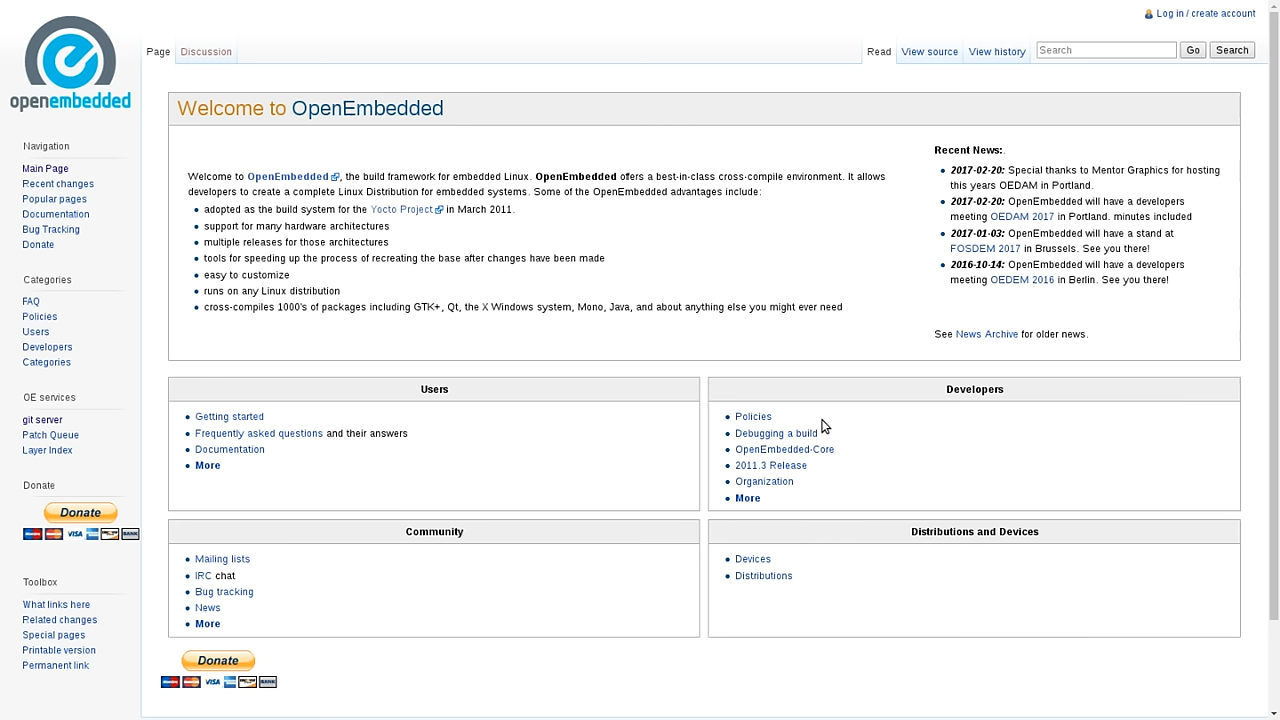 Log in / create account
openembedded
Page
Discussion
Read
View source
View history
Search
Go
Search
Navigation
Main Page
Recent changes
Popular pages
Documentation
Bug Tracking
Donate
Categories
FAQ
Policies
Users
Developers
Categories
OE services
git server
Patch Queue
Layer Index
Donate
Donate
VISA
BANK
Toolbox
What links here
Related changes
Special pages
Printable version
Permanent link
Welcome to OpenEmbedded
Welcome to OpenEmbedded, the build framework for embedded Linux. OpenEmbedded offers a best-in-class cross-compile environment. It allows
developers to create a complete Linux Distribution for embedded systems. Some of the OpenEmbedded advantages include:
adopted as the build system for the Yocto Project in March 2011.
support for many hardware architectures
multiple releases for those architectures
tools for speeding up the process of recreating the base after changes have been made
easy to customize
runs on any Linux distribution
cross-compiles 1000's of packages including GTK+, Qt, the X Windows system, Mono, Java, and about anything else you might ever need
Recent News:
2017-02-20: Special thanks to Mentor Graphics for hosting
this years OEDAM in Portland.
2017-02-20: OpenEmbedded will have a developers
meeting OEDAM 2017 in Portland. minutes included
2017-01-03: OpenEmbedded will have a stand at
FOSDEM 2017 in Brussels. See you there!
2016-10-14: OpenEmbedded will have a developers
meeting OEDEM 2016 in Berlin. See you there!
See News Archive for older news.
Users
Getting started
Frequently asked questions and their answers
Documentation
More
Developers
Policies
Debugging a build
OpenEmbedded-Core
2011.3 Release
Organization
More
Community
Mailing lists
IRC chat
Bug tracking
News
More
Distributions and Devices
Devices
Distributions
Donate
VISA
BANK